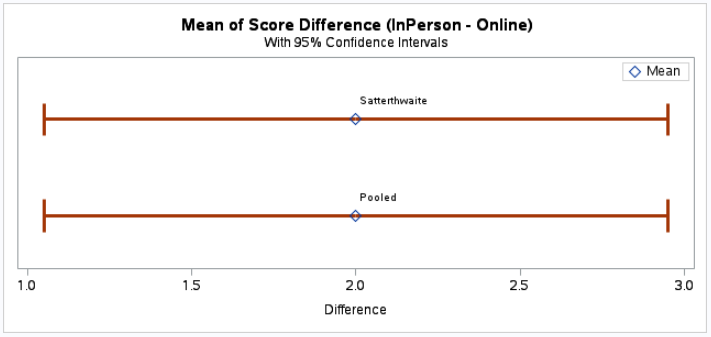 Mean of Score Difference (InPerson - Online)
With 95% Confidence Intervals
Mean
Satterthwaite
Pooled
1.0 1.5 2.0 2.5 3.0
Difference